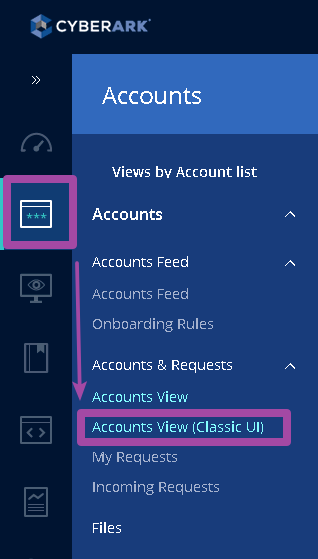 CYBERARK®
»
Accounts
Views by Account list
***
Accounts
Accounts Feed
Accounts Feed
Onboarding Rules
Accounts & Requests
Accounts View
Accounts View (Classic UI)
My Requests
Incoming Requests
Files